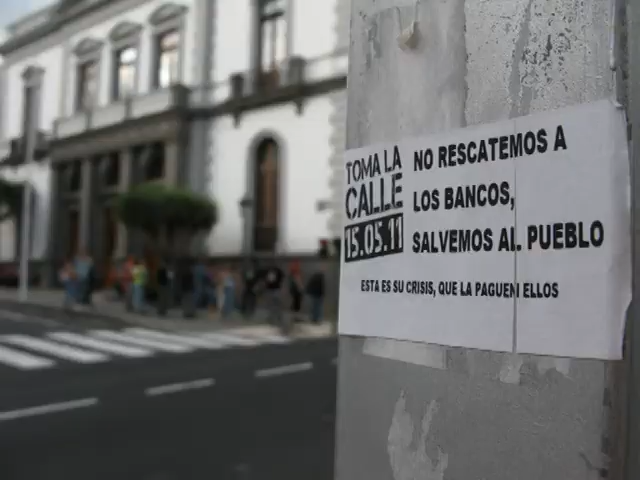 TOMA LA
CALLE
15.05.11
NO RESCATEMOS A
LOS BANCOS,
SALVEMOS AL PUEBLO
ESTA ES SU CRISIS, QUE LA PAGUEN ELLOS